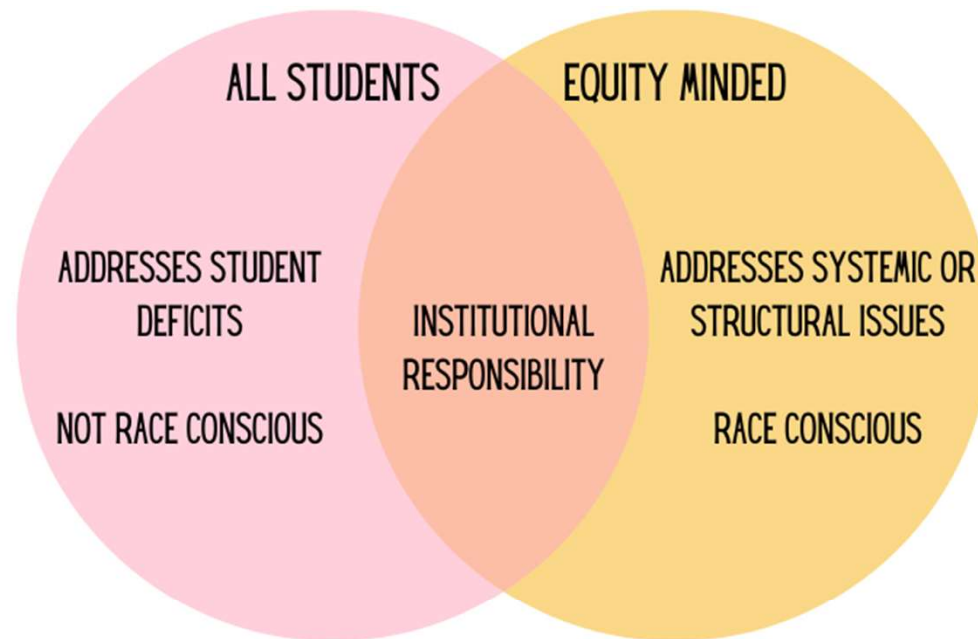 ALL STUDENTS
EQUITY MINDED
ADDRESSES STUDENT
DEFICITS
NOT RACE CONSCIOUS
INSTITUTIONAL
RESPONSIBILITY
ADDRESSES SYSTEMIC OR
STRUCTURAL ISSUES
RACE CONSCIOUS